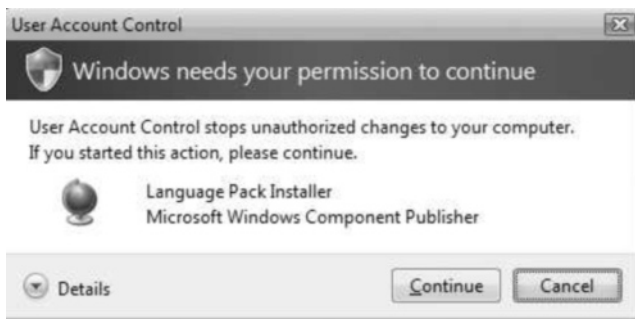 User Account Control
Windows needs your permission to continue
User Account Control stops unauthorized changes to your computer.
If you started this action, please continue.
Language Pack Installer
Microsoft Windows Component Publisher
Details
Continue
Cancel